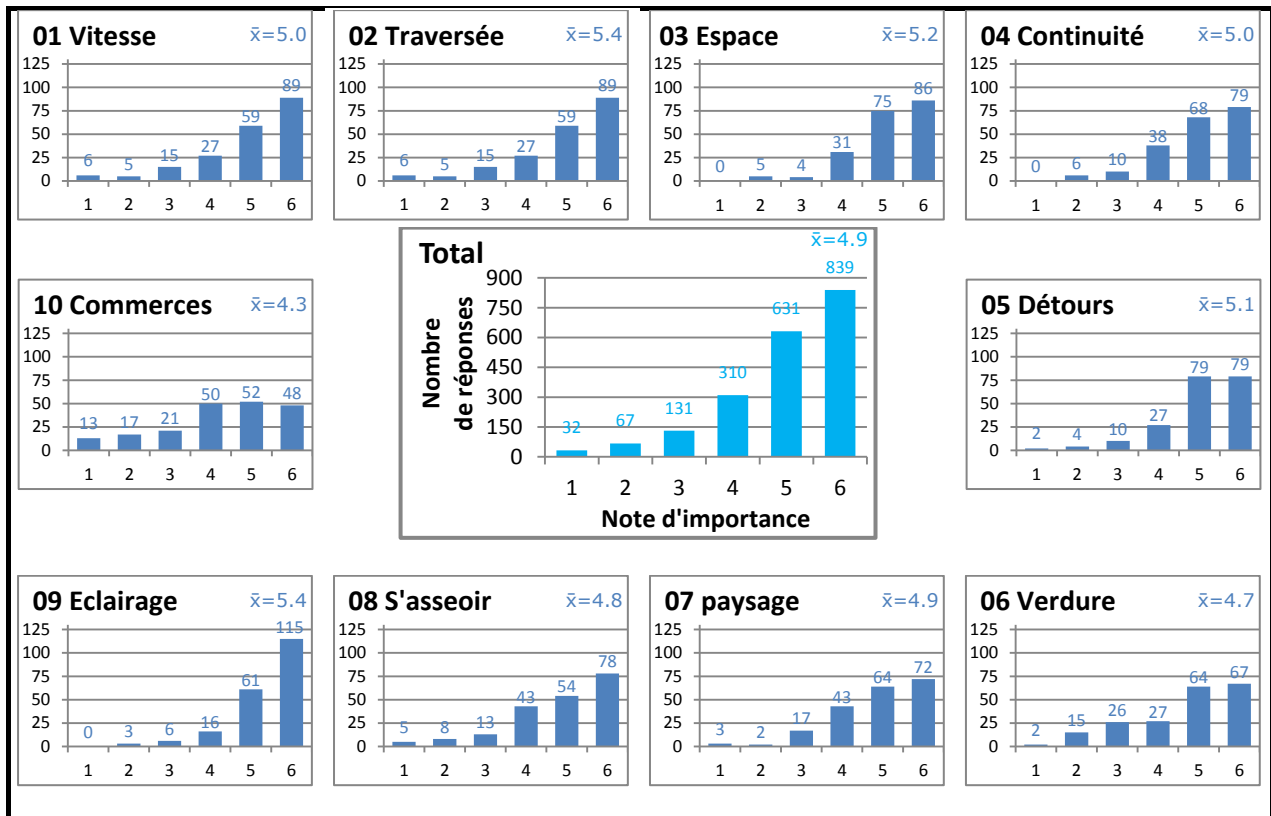 01 Vitesse x̄=5.0
125
100
75
50
25
0
6 5 15 27 59 89
1 2 3 4 5 6
02 Traversée x̄=5.4
125
100
75
50
25
0
6 5 15 27 59 89
1 2 3 4 5 6
03 Espace x̄=5.2
125
100
75
50
25
0
0 5 4 31 75 86
1 2 3 4 5 6
04 Continuité x̄=5.0
125
100
75
50
25
0
0 6 10 38 68 79
1 2 3 4 5 6
10 Commerces x̄=4.3
125
100
75
50
25
0
13 17 21 50 52 48
1 2 3 4 5 6
Total x̄=4.9
Nombre
de réponses
900
750
600
450
300
150
0
32 67 131 310 631 839
1 2 3 4 5 6
Note d'importance
05 Détours x̄=5.1
125
100
75
50
25
0
2 4 10 27 79 79
1 2 3 4 5 6
09 Eclairage x̄=5.4
125
100
75
50
25
0
0 3 6 16 61 115
1 2 3 4 5 6
08 S'asseoir x̄=4.8
125
100
75
50
25
0
5 8 13 43 54 78
1 2 3 4 5 6
07 paysage x̄=4.9
125
100
75
50
25
0
3 2 17 43 64 72
1 2 3 4 5 6
06 Verdure x̄=4.7
125
100
75
50
25
0
2 15 26 27 64 67
1 2 3 4 5 6